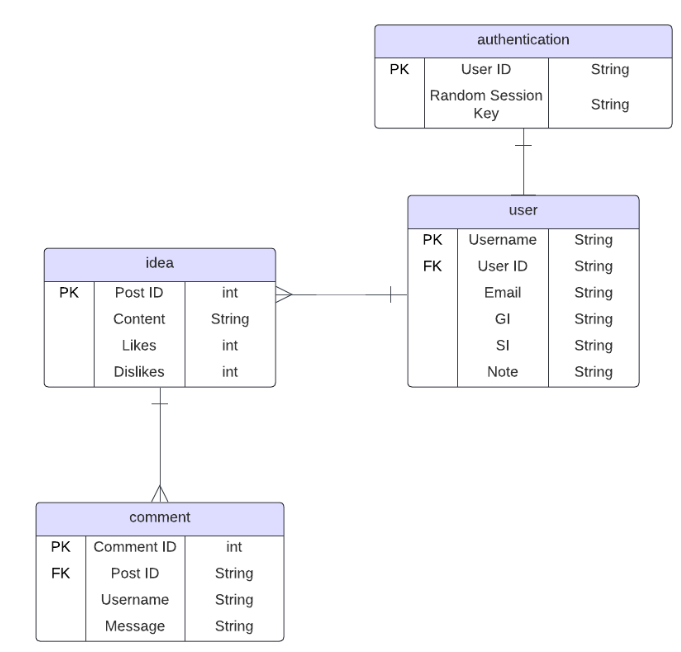 authentication
PK User ID String
Random Session
Key String
user
PK Username String
FK User ID String
Email String
GI String
SI String
Note String
idea
PK Post ID int
Content String
Likes int
Dislikes int
comment
PK Comment ID int
FK Post ID String
Username String
Message String